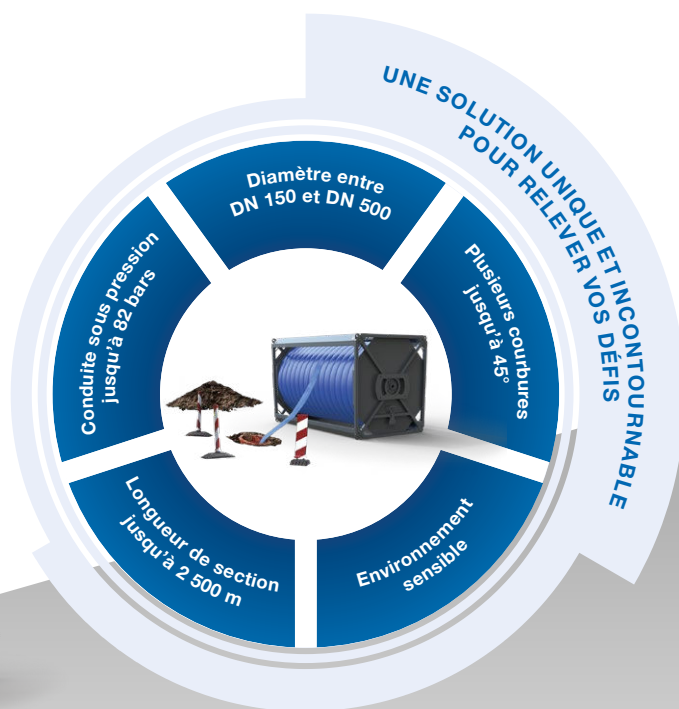 UNE SOLUTION UNIQUE ET INCONTOURNABLE
POUR RELEVER VOS DÉFIS
Diamètre entre
DN 150 et DN 500
Plusieurs courbures
jusqu'à 45°
Environnement
sensible
Longueur de section
jusqu'à 2 500 m
Conduite sous pression
jusqu'à 82 bars